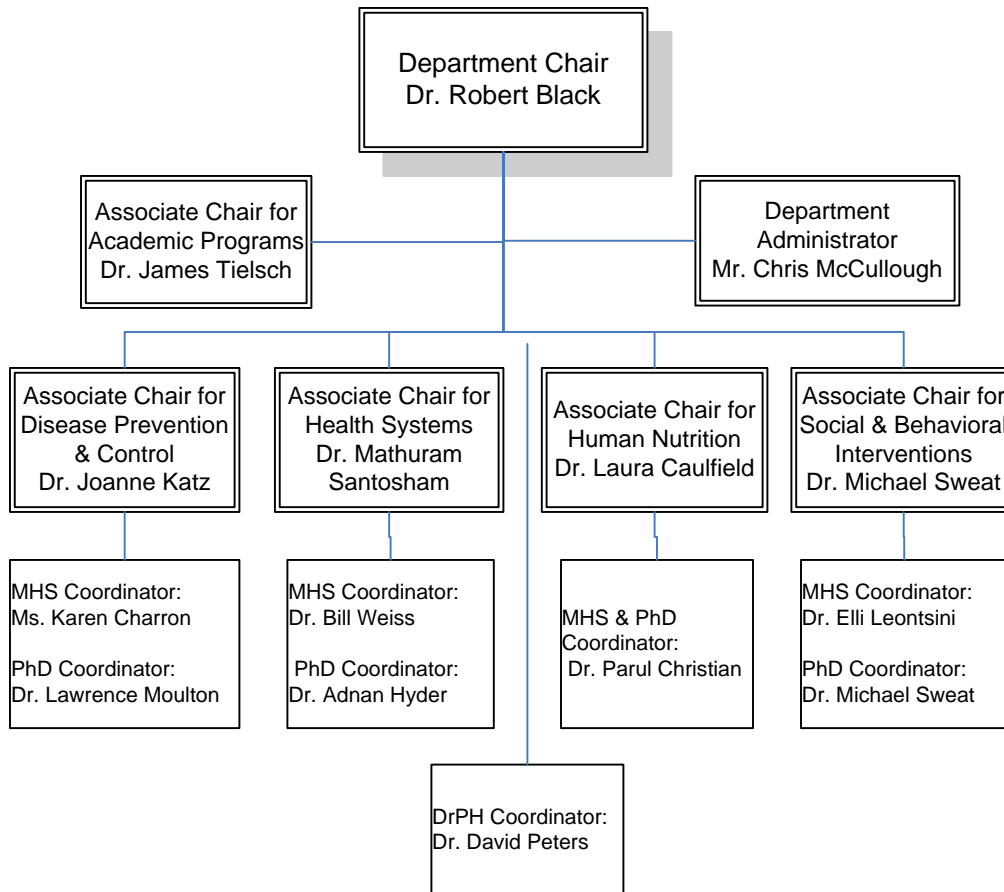 Department Chair
Dr. Robert Black
Associate Chair for
Academic Programs
Dr. James Tielsch
Department
Administrator
Mr. Chris McCullough
Associate Chair for
Disease Prevention
& Control
Dr. Joanne Katz
Associate Chair for
Health Systems
Dr. Mathuram
Santosham
Associate Chair for
Human Nutrition
Dr. Laura Caulfield
Associate Chair for
Social & Behavioral
Interventions
Dr. Michael Sweat
MHS Coordinator:
Ms. Karen Charron
PhD Coordinator:
Dr. Lawrence Moulton
MHS Coordinator:
Dr. Bill Weiss
PhD Coordinator:
Dr. Adnan Hyder
MHS & PhD
Coordinator:
Dr. Parul Christian
MHS Coordinator:
Dr. Elli Leontsini
PhD Coordinator:
Dr. Michael Sweat
DrPH Coordinator:
Dr. David Peters